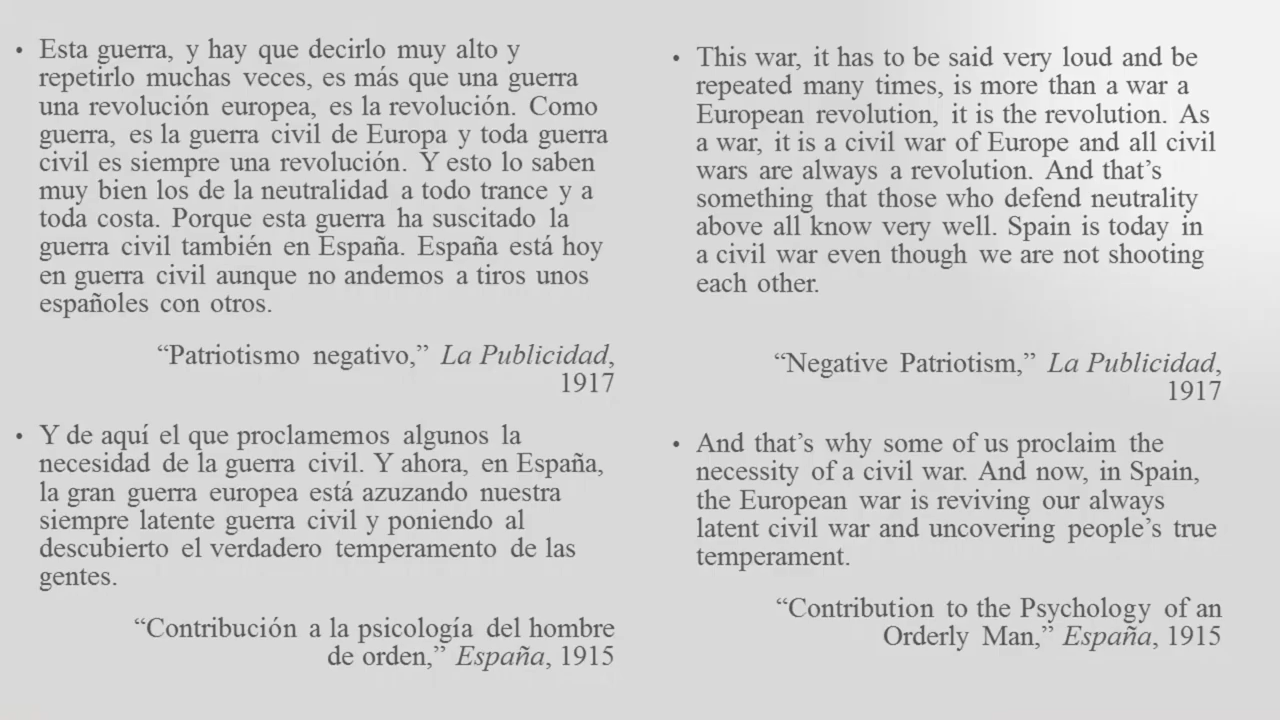 • Esta guerra, y hay que decirlo muy alto y
repetirlo muchas veces, es más que una guerra
una revolución europea, es la revolución. Como
guerra, es la guerra civil de Europa y toda guerra
civil es siempre una revolución. Y esto lo saben
muy bien los de la neutralidad a todo trance y a
toda costa. Porque esta guerra ha suscitado la
guerra civil también en España. España está hoy
en guerra civil aunque no andemos a tiros unos
españoles con otros.
“Patriotismo negativo,” La Publicidad,
1917
• Y de aquí el que proclamemos algunos la
necesidad de la guerra civil. Y ahora, en España,
la gran guerra europea está azuzando nuestra
siempre latente guerra civil y poniendo al
descubierto el verdadero temperamento de las
gentes.
“Contribución a la psicología del hombre
de orden,” España, 1915
• This war, it has to be said very loud and be
repeated many times, is more than a war a
European revolution, it is the revolution. As
a war, it is a civil war of Europe and all civil
wars are always a revolution. And that’s
something that those who defend neutrality
above all know very well. Spain is today in
a civil war even though we are not shooting
each other.
“Negative Patriotism,” La Publicidad,
1917
• And that’s why some of us proclaim the
necessity of a civil war. And now, in Spain,
the European war is reviving our always
latent civil war and uncovering people’s true
temperament.
“Contribution to the Psychology of an
Orderly Man,” España, 1915